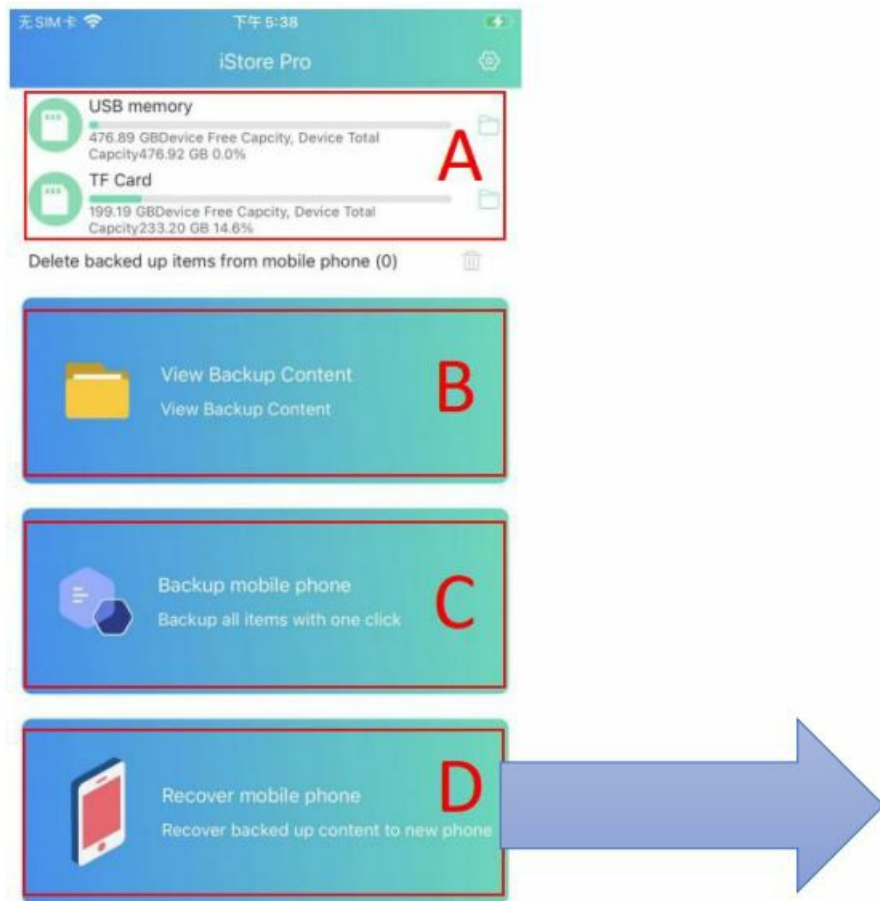 无SIM卡 下午5:38
iStore Pro
USB memory
476.89 GBDevice Free Capcity, Device Total
Capcity476.92 GB 0.0%
A
TF Card
199.19 GBDevice Free Capcity, Device Total
Capcity233.20 GB 14.6%
Delete backed up items from mobile phone (0)
View Backup Content
View Backup Content
B
Backup mobile phone
Backup all items with one click
C
Recover mobile phone
Recover backed up content to new phone
D